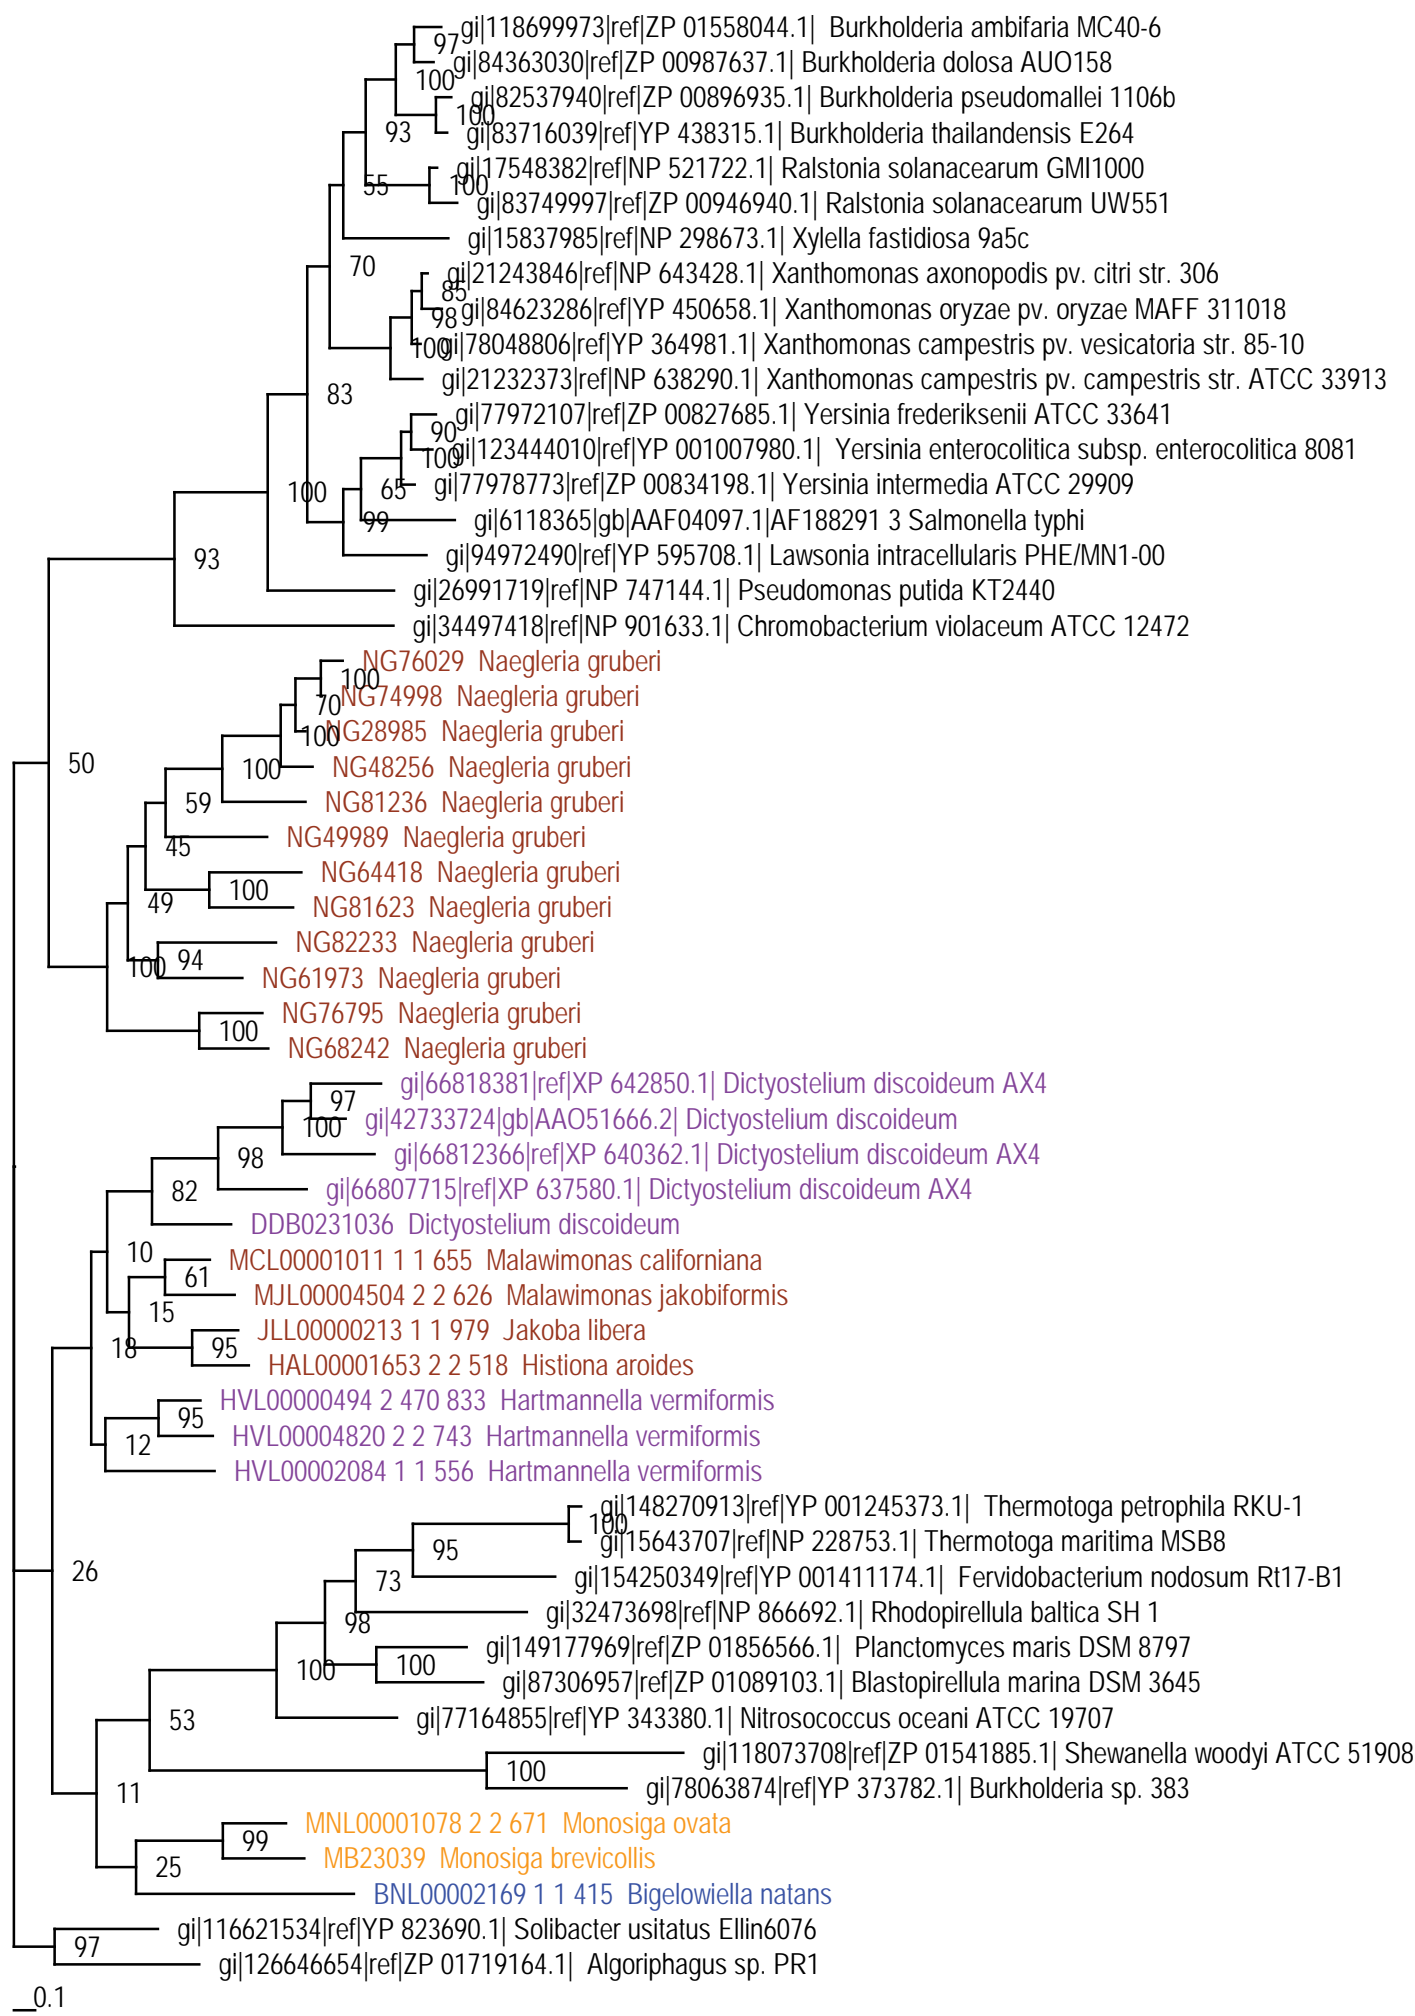 gi|118699973|ref|ZP 01558044.1|  Burkholderia ambifaria MC40-6
97
gi|84363030|ref|ZP 00987637.1| Burkholderia dolosa AUO158
100
gi|82537940|ref|ZP 00896935.1| Burkholderia pseudomallei 1106b
100
93
gi|83716039|ref|YP 438315.1| Burkholderia thailandensis E264
gi|17548382|ref|NP 521722.1| Ralstonia solanacearum GMI1000
55
100
gi|83749997|ref|ZP 00946940.1| Ralstonia solanacearum UW551
gi|15837985|ref|NP 298673.1| Xylella fastidiosa 9a5c
70
gi|21243846|ref|NP 643428.1| Xanthomonas axonopodis pv. citri str. 306
85
gi|84623286|ref|YP 450658.1| Xanthomonas oryzae pv. oryzae MAFF 311018
98
gi|78048806|ref|YP 364981.1| Xanthomonas campestris pv. vesicatoria str. 85-10
100
gi|21232373|ref|NP 638290.1| Xanthomonas campestris pv. campestris str. ATCC 33913
83
gi|77972107|ref|ZP 00827685.1| Yersinia frederiksenii ATCC 33641
90
gi|123444010|ref|YP 001007980.1|  Yersinia enterocolitica subsp. enterocolitica 8081
100
gi|77978773|ref|ZP 00834198.1| Yersinia intermedia ATCC 29909
100
65
gi|6118365|gb|AAF04097.1|AF188291 3 Salmonella typhi
99
gi|94972490|ref|YP 595708.1| Lawsonia intracellularis PHE/MN1-00
93
gi|26991719|ref|NP 747144.1| Pseudomonas putida KT2440
gi|34497418|ref|NP 901633.1| Chromobacterium violaceum ATCC 12472
NG76029  Naegleria gruberi
100
NG74998  Naegleria gruberi
70
NG28985  Naegleria gruberi
100
50
NG48256  Naegleria gruberi
100
NG81236  Naegleria gruberi
59
NG49989  Naegleria gruberi
45
NG64418  Naegleria gruberi
100
49
NG81623  Naegleria gruberi
NG82233  Naegleria gruberi
100
94
NG61973  Naegleria gruberi
NG76795  Naegleria gruberi
100
NG68242  Naegleria gruberi
gi|66818381|ref|XP 642850.1| Dictyostelium discoideum AX4
97
gi|42733724|gb|AAO51666.2| Dictyostelium discoideum
100
gi|66812366|ref|XP 640362.1| Dictyostelium discoideum AX4
98
gi|66807715|ref|XP 637580.1| Dictyostelium discoideum AX4
82
DDB0231036  Dictyostelium discoideum
10
MCL00001011 1 1 655  Malawimonas californiana
61
MJL00004504 2 2 626  Malawimonas jakobiformis
15
JLL00000213 1 1 979  Jakoba libera
18
95
HAL00001653 2 2 518  Histiona aroides
HVL00000494 2 470 833  Hartmannella vermiformis
95
HVL00004820 2 2 743  Hartmannella vermiformis
12
HVL00002084 1 1 556  Hartmannella vermiformis
gi|148270913|ref|YP 001245373.1|  Thermotoga petrophila RKU-1
100
gi|15643707|ref|NP 228753.1| Thermotoga maritima MSB8
95
26
gi|154250349|ref|YP 001411174.1|  Fervidobacterium nodosum Rt17-B1
73
gi|32473698|ref|NP 866692.1| Rhodopirellula baltica SH 1
98
gi|149177969|ref|ZP 01856566.1|  Planctomyces maris DSM 8797
100
100
gi|87306957|ref|ZP 01089103.1| Blastopirellula marina DSM 3645
53
gi|77164855|ref|YP 343380.1| Nitrosococcus oceani ATCC 19707
gi|118073708|ref|ZP 01541885.1| Shewanella woodyi ATCC 51908
100
11
gi|78063874|ref|YP 373782.1| Burkholderia sp. 383
MNL00001078 2 2 671  Monosiga ovata
99
MB23039  Monosiga brevicollis
25
BNL00002169 1 1 415  Bigelowiella natans
gi|116621534|ref|YP 823690.1| Solibacter usitatus Ellin6076
97
gi|126646654|ref|ZP 01719164.1|  Algoriphagus sp. PR1
0.1